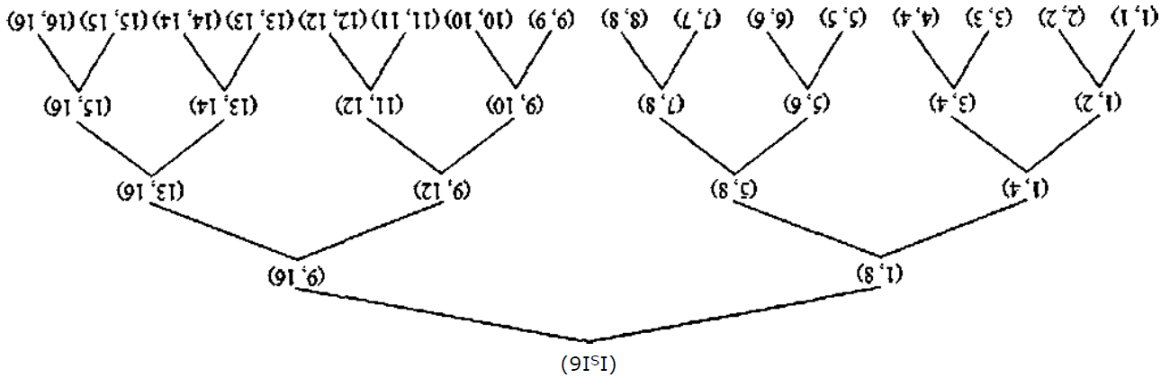 (9IˢI)
(1, 8) (9, 16)
(1, 4) (5, 8) (9, 12) (13, 16)
(1, 2) (3, 4) (5, 6) (7, 8) (9, 10) (11, 12) (13, 14) (15, 16)
(1, 1) (2, 2) (3, 3) (4, 4) (5, 5) (6, 6) (7, 7) (8, 8) (9, 9) (10, 10) (11, 11) (12, 12) (13, 13) (14, 14) (15, 15) (16, 16)